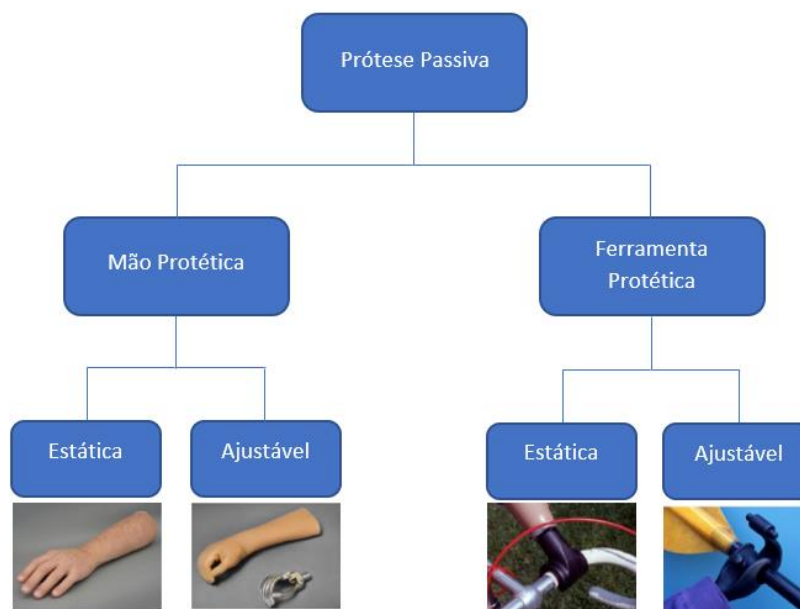 Prótese Passiva
Mão Protética
Ferramenta
Protética
Estática
Ajustável
Estática
Ajustável